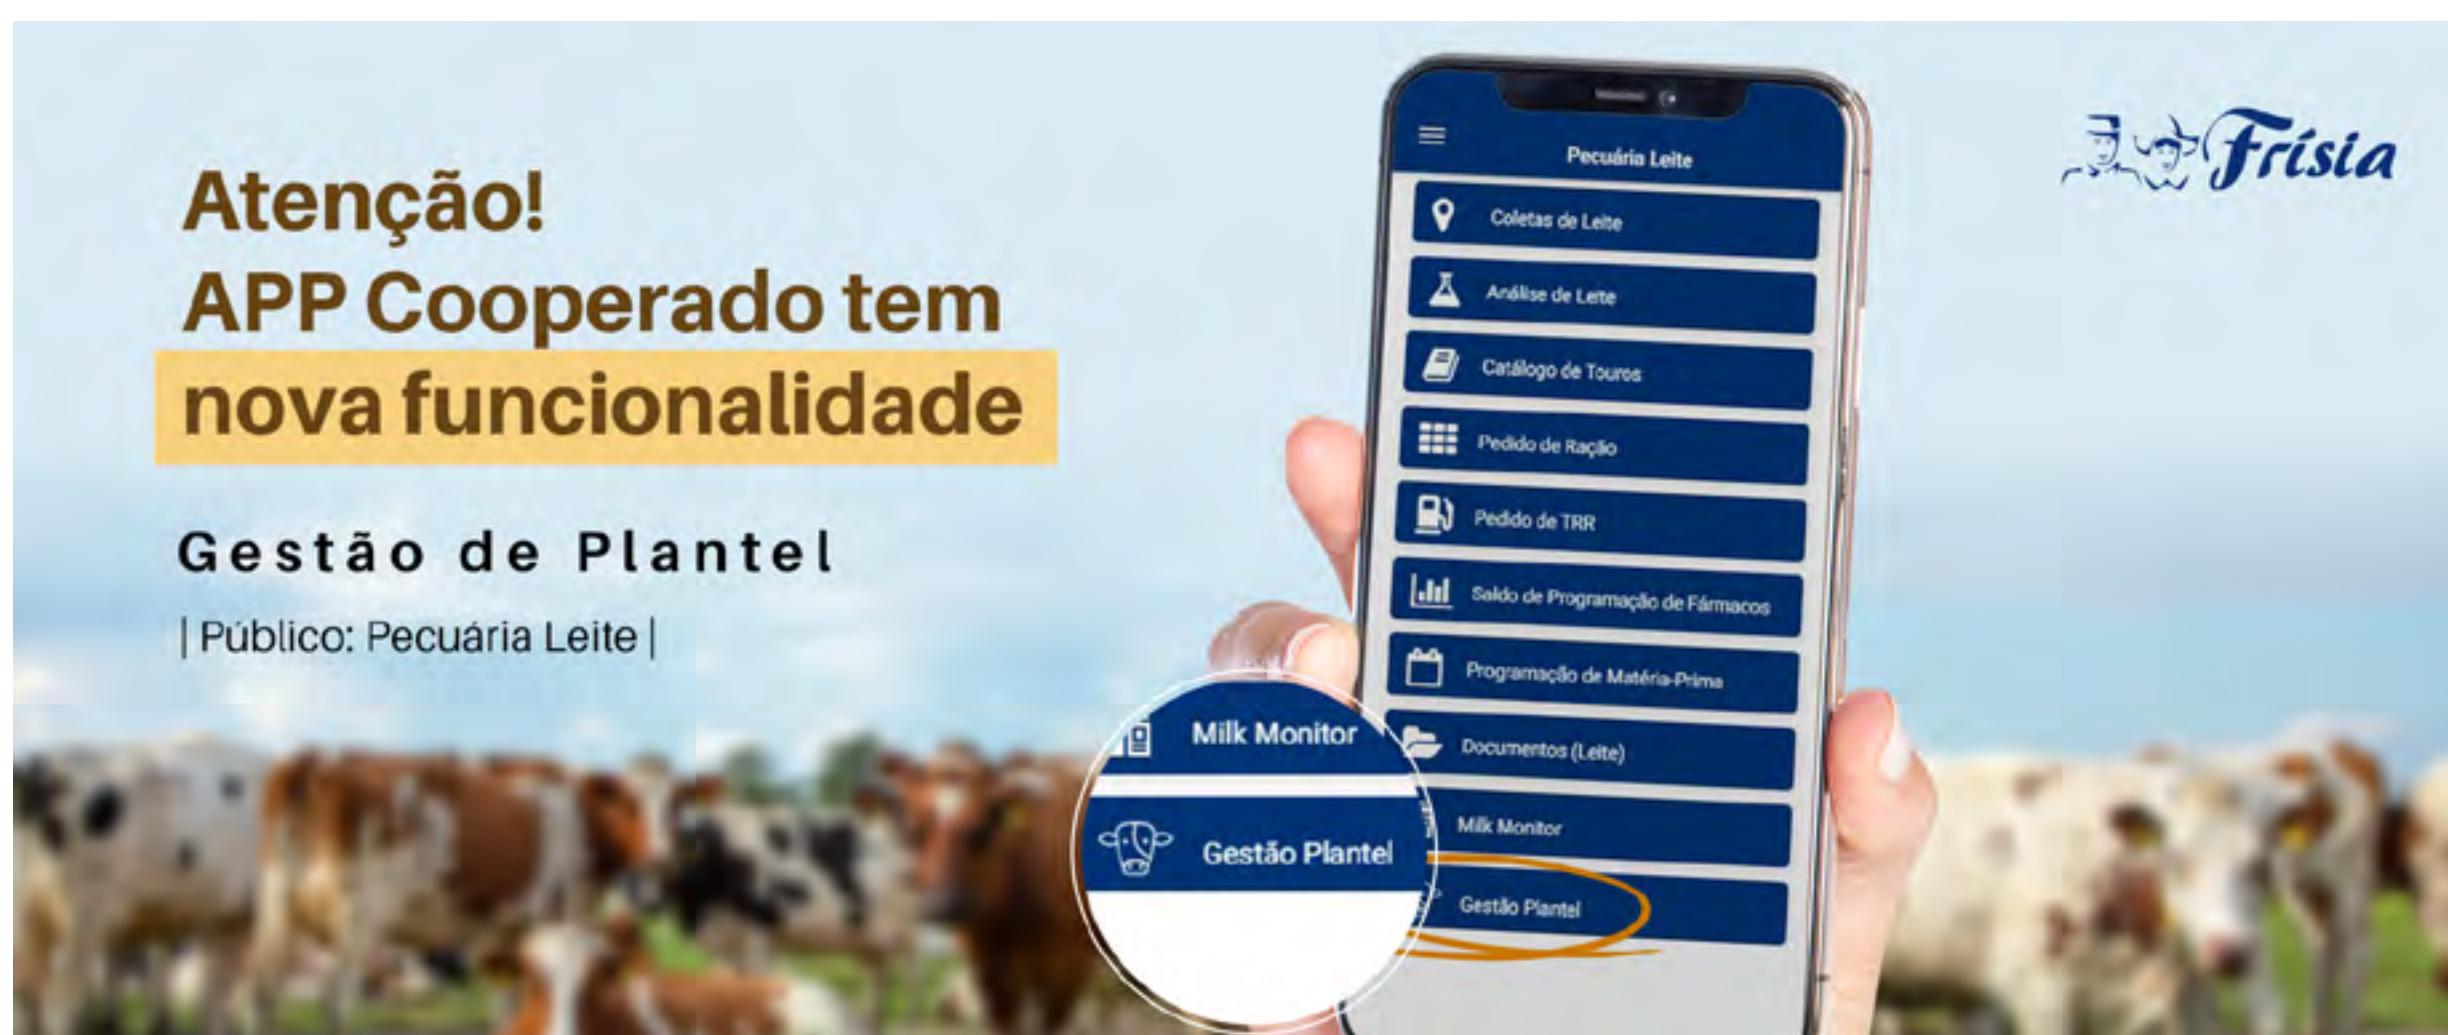 Atenção!
APP Cooperado tem
nova funcionalidade
Gestão de Plantel
| Público: Pecuária Leite |
Frísia
Pecuária Leite
Coletas de Leite
Análise de Leite
Catálogo de Touros
Pedido de Ração
Pedido de TRR
Saldo de Programação de Fármacos
Programação de Matéria-Prima
Documentos (Leite)
Milk Monitor
Gestão Plantel
Milk Monitor
Gestão Plantel